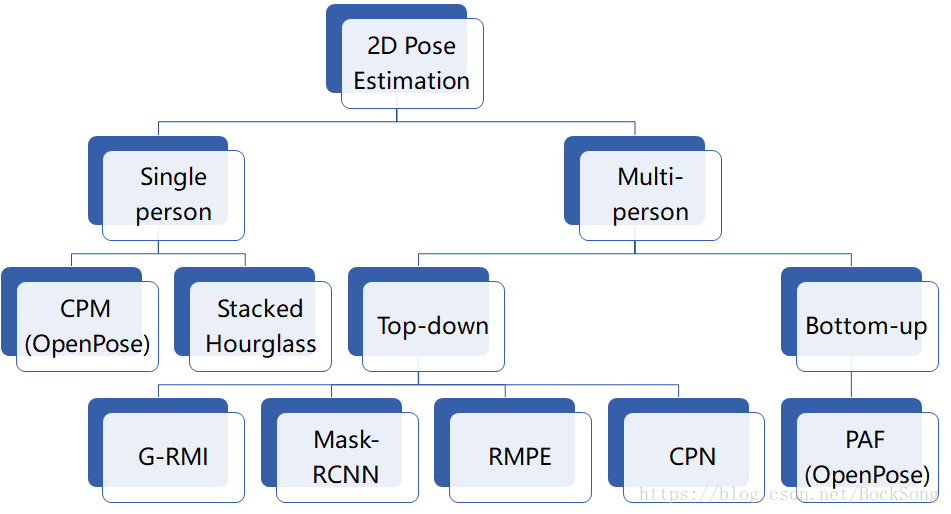 2D Pose
Estimation
Single
person
Multi-
person
CPM
(OpenPose)
Stacked
Hourglass
Top-down
Bottom-up
G-RMI
Mask-
RCNN
RMPE
CPN
PAF
(OpenPose)
https://blog.csdn.net/BockSong